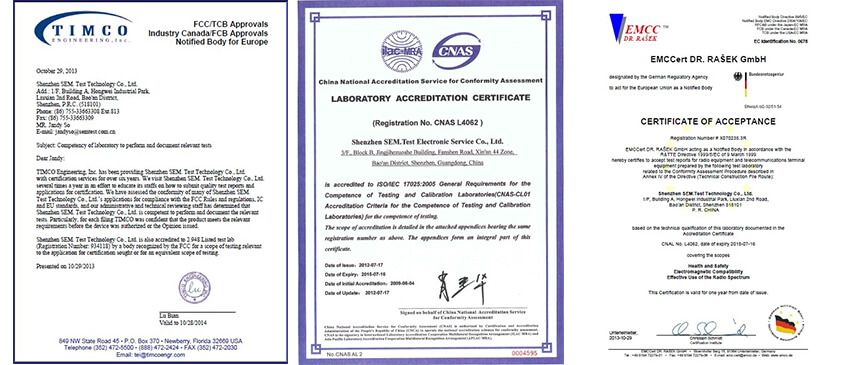 TIMCO
ENGINEERING, Inc.
FCC/TCB Approvals
Industry Canada/FCB Approvals
Notified Body for Europe
October 29, 2013
Shenzhen SEM. Test Technology Co., Ltd.
Add.: 1/F, Building A, Hongwei Industrial Park,
Liuxian 2nd Road, Bao'an District,
Shenzhen, P.R.C. (518101)
Phone: (86) 755-33663308 Ext.813
Fax: (86) 755-33663309
MR. Jandy So
E-mail: jandyso@semtest.com.cn
Subject: Competency of laboratory to perform and document relevant tests
Dear Jandy:
TIMCO Engineering, Inc. has been providing Shenzhen SEM. Test Technology Co., Ltd.
with certification services for over six years. We visit Shenzhen SEM. Test Technology Co., Ltd.
several times a year in an effort to educate its staffs on how to submit quality test reports and
applications for certification. We have assessed the conformity of many of Shenzhen SEM.
Test Technology Co., Ltd.'s applications for compliance with the FCC Rules and regulations, IC
and EU standards, and our administrative and technical reviewing staff has determined that
Shenzhen SEM. Test Technology Co., Ltd. is competent to perform and document the relevant
tests. Particularly, for each filing TIMCO was confident that the product meets the relevant
requirements before the device was authorized or the Opinion issued.
Shenzhen SEM. Test Technology Co., Ltd. is also accredited to 2.948 Listed test lab
(Registration Number: 934118) by a body recognized by the FCC for a scope of testing relevant
to the application for certification sought or for an equivalent scope of testing.
Presented on 10/29/2013
Lu Bian
Valid to 10/28/2014
849 NW State Road 45 • P.O. Box 370 • Newberry, Florida 32669 USA
Telephone (352) 472-5500 • (888) 472-2424 • FAX (352) 472-2030
Email: tei@timcoengr.com
ilac-MRA
CNAS
China National Accreditation Service for Conformity Assessment
LABORATORY ACCREDITATION CERTIFICATE
(Registration No. CNAS L4062 )
Shenzhen SEM.Test Electronic Service Co., Ltd.
3/F., Block B, Jingjihuaoshe Building, Fanshen Road, Xin'an 44 Zone,
Bao'an District, Shenzhen, Guangdong, China
is accredited to ISO/IEC 17025:2005 General Requirements for the
Competence of Testing and Calibration Laboratories(CNAS-CL01
Accreditation Criteria for the Competence of Testing and Calibration
Laboratories) for the competence of testing.
The scope of accreditation is detailed in the attached appendices bearing the same
registration number as above. The appendices form an integral part of this
certificate.
Date of Issue: 2012-07-17
Date of Expiry: 2015-07-16
Date of Initial Accreditation: 2009-06-04
Date of Update: 2012-07-17
Signed on behalf of China National Accreditation Service
for Conformity Assessment
No.CNAS AL 2
0004595
EMCC
DR. RAŠEK
EC Identification No. 0678
EMCCert DR. RAŠEK GmbH
designated by the German Regulatory Agency
to act for the European Union as a Notified Body
Bundesnetzagentur
CERTIFICATE OF ACCEPTANCE
EMCCert DR. RAŠEK GmbH acting as a notified body in accordance with the
R&TTE Directive 1999/5/EC of 9 March 1999
hereby certifies to accept test reports for radio equipment and telecommunications terminal
equipment prepared by the following test laboratory
related to the Conformity Assessment Procedure described in
Annex IV of the Directive (Technical Construction File Route):
Shenzhen SEM.Test Technology Co., Ltd.
1/F, Building A, Hongwei Industrial Park, Liuxian 2nd Road,
Bao'an District, Shenzhen 518101
P. R. CHINA
based on the technical qualification of this laboratory documented in the
Accreditation Certificate
CNAL No. L4062, date of expiry 2015-07-16
covering the scopes
Health and Safety
Electromagnetic Compatibility
Effective Use of the Radio Spectrum
This Certification is valid for one year from date of issue.
Unterleinleiter,
2013-10-29
Christoph Schmidt
Certification Institute